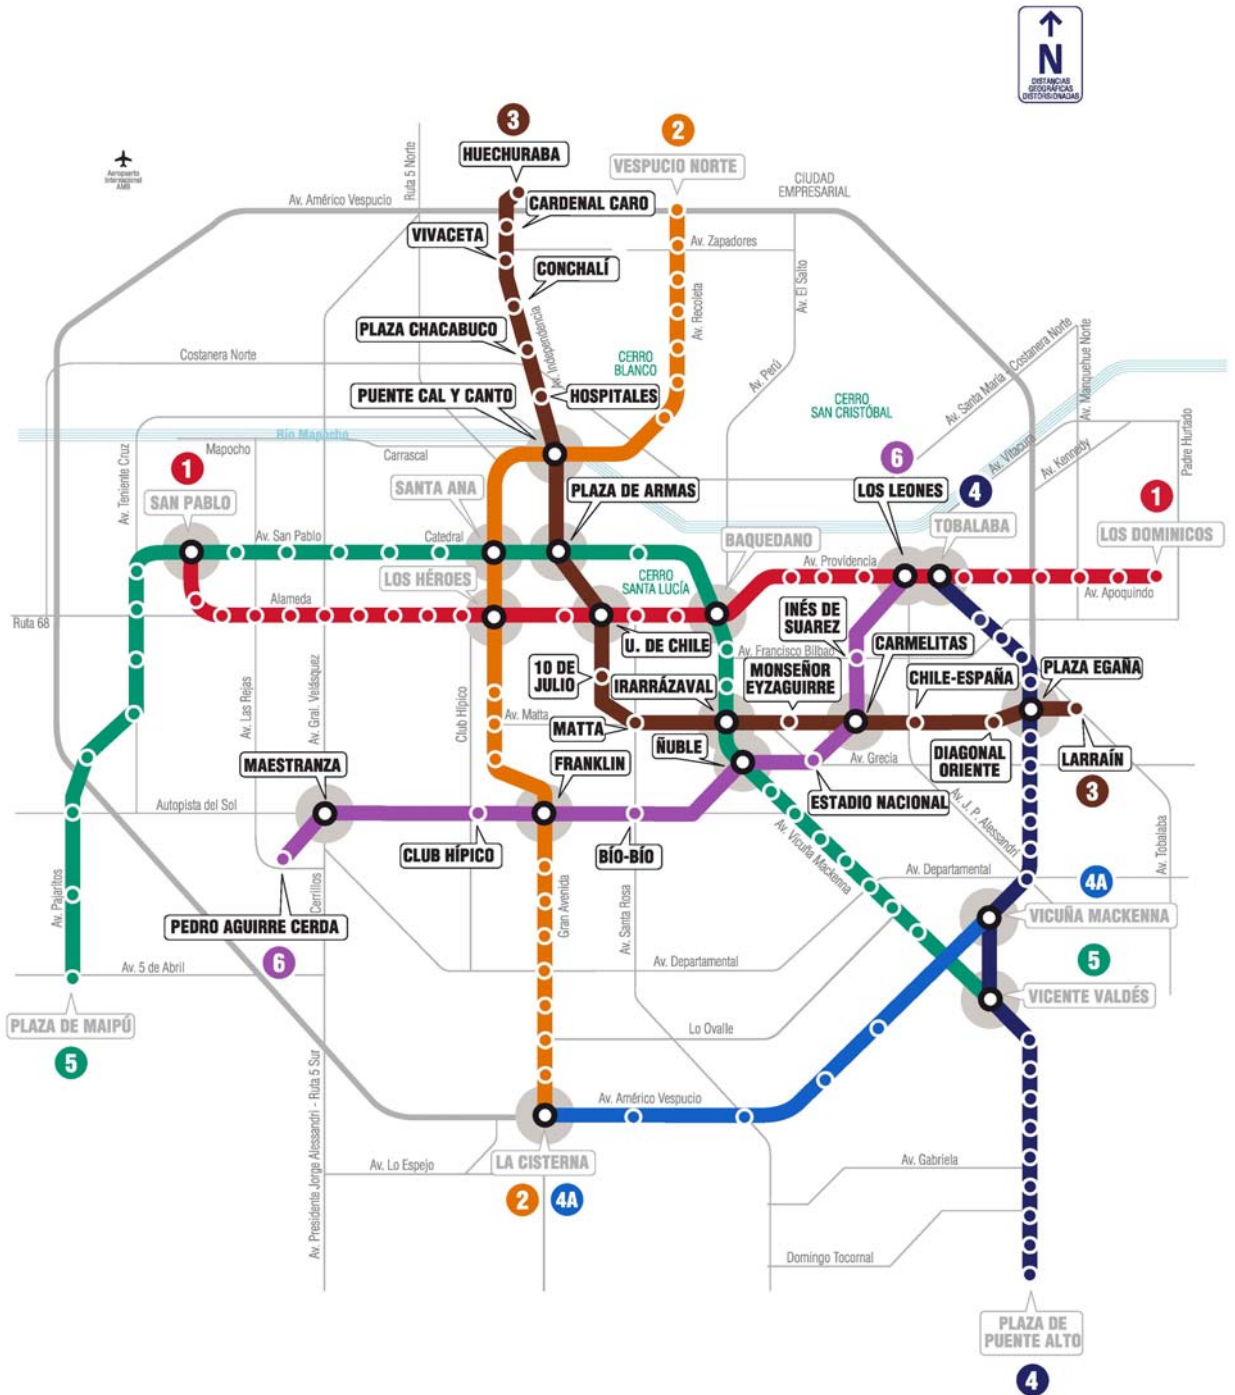 N
DISTANCIAS
GEOGRÁFICAS
DISTORSIONADAS
3
2
HUECHURABA
VESPUCIO NORTE
CIUDAD
EMPRESARIAL
Aeropuerto
Internacional
AMB
Ruta 5 Norte
Av. Américo Vespucio
CARDENAL CARO
VIVACETA
Av. Zapadores
CONCHALÍ
Av. El Salto
Av. Recoleta
Av. Independencia
PLAZA CHACABUCO
Costanera Norte
CERRO
BLANCO
Av. Perú
Av. Santa María
Costanera Norte
Av. Manquehue Norte
PUENTE CAL Y CANTO
HOSPITALES
CERRO
SAN CRISTÓBAL
Río Mapocho
Mapocho
Carrascal
Av. Teniente Cruz
Av. Vitacura
Av. Kennedy
Padre Hurtado
1
SAN PABLO
SANTA ANA
PLAZA DE ARMAS
6
LOS LEONES
4
TOBALABA
1
LOS DOMINICOS
Av. San Pablo
Catedral
BAQUEDANO
Av. Providencia
LOS HÉROES
CERRO
SANTA LUCÍA
Av. Apoquindo
Alameda
Ruta 68
U. DE CHILE
INÉS DE
SUAREZ
Av. Francisco Bilbao
CARMELITAS
10 DE
JULIO
IRARRÁZAVAL
MONSEÑOR
EYZAGUIRRE
CHILE-ESPAÑA
PLAZA EGAÑA
Av. Las Rejas
Av. Gral. Velásquez
Club Hípico
Av. Matta
MATTA
MAESTRANZA
FRANKLIN
ÑUBLE
Av. Grecia
DIAGONAL
ORIENTE
LARRAÍN
3
Autopista del Sol
ESTADIO NACIONAL
Av. J. P. Alessandri
Av. Tobalaba
CLUB HÍPICO
BÍO-BÍO
Av. Vicuña Mackenna
Av. Departamental
4A
Av. Pajaritos
Cerrillos
Gran Avenida
Av. Santa Rosa
PEDRO AGUIRRE CERDA
6
VICUÑA MACKENNA
5
Av. 5 de Abril
Av. Departamental
VICENTE VALDÉS
PLAZA DE MAIPÚ
5
Lo Ovalle
Av. Presidente Jorge Alessandri - Ruta 5 Sur
Av. Américo Vespucio
Av. Lo Espejo
LA CISTERNA
2
4A
Av. Gabriela
Domingo Tocornal
PLAZA DE
PUENTE ALTO
4